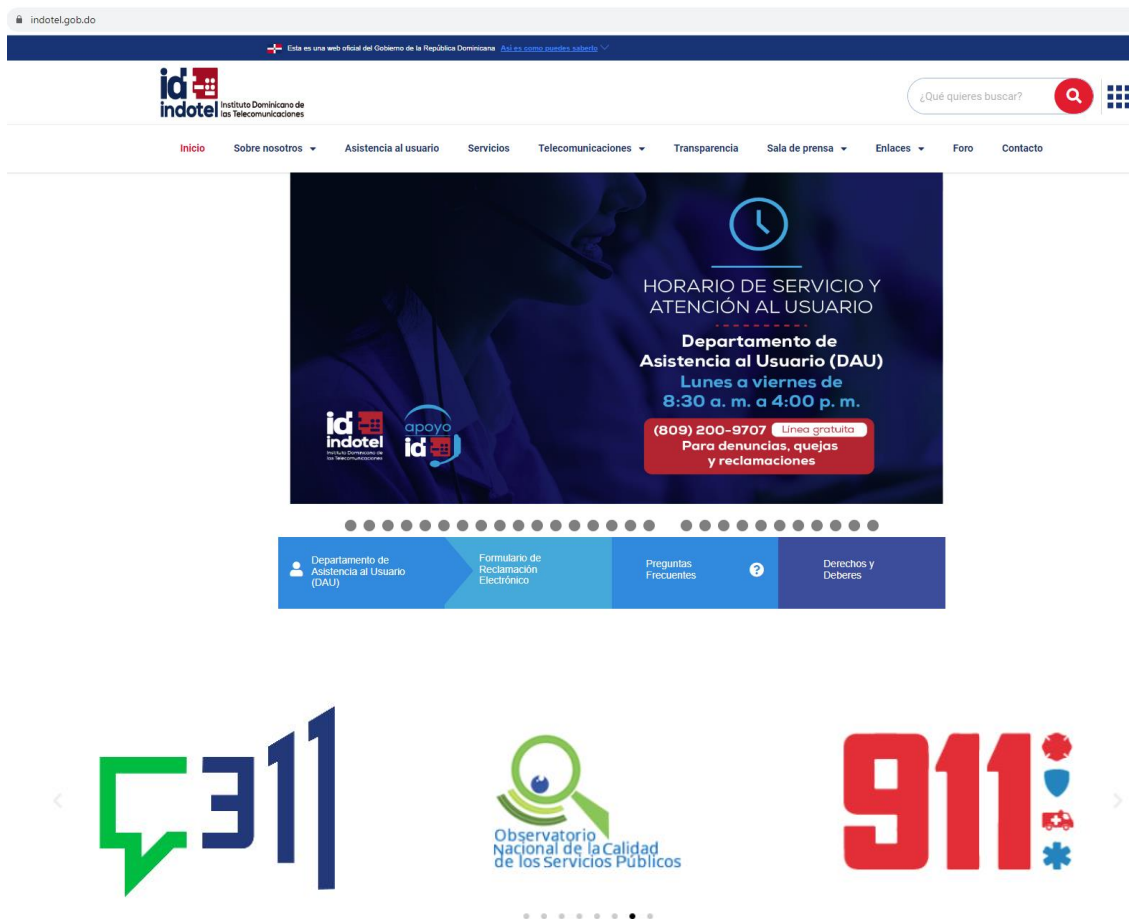 indotel.gob.do
Esta es una web oficial del Gobierno de la República Dominicana Así es como puedes saberlo
id
indotel
Instituto Dominicano de
las Telecomunicaciones
¿Qué quieres buscar?
Inicio Sobre nosotros Asistencia al usuario Servicios Telecomunicaciones Transparencia Sala de prensa Enlaces Foro Contacto
HORARIO DE SERVICIO Y
ATENCIÓN AL USUARIO
Departamento de
Asistencia al Usuario (DAU)
Lunes a viernes de
8:30 a. m. a 4:00 p. m.
(809) 200-9707 Línea gratuita
Para denuncias, quejas
y reclamaciones
id
indotel
Instituto Dominicano de
las Telecomunicaciones
apoyo
id
Departamento de
Asistencia al Usuario
(DAU)
Formulario de
Reclamación
Electrónico
Preguntas
Frecuentes
?
Derechos y
Deberes
311
Observatorio
Nacional de la Calidad
de los Servicios Públicos
911